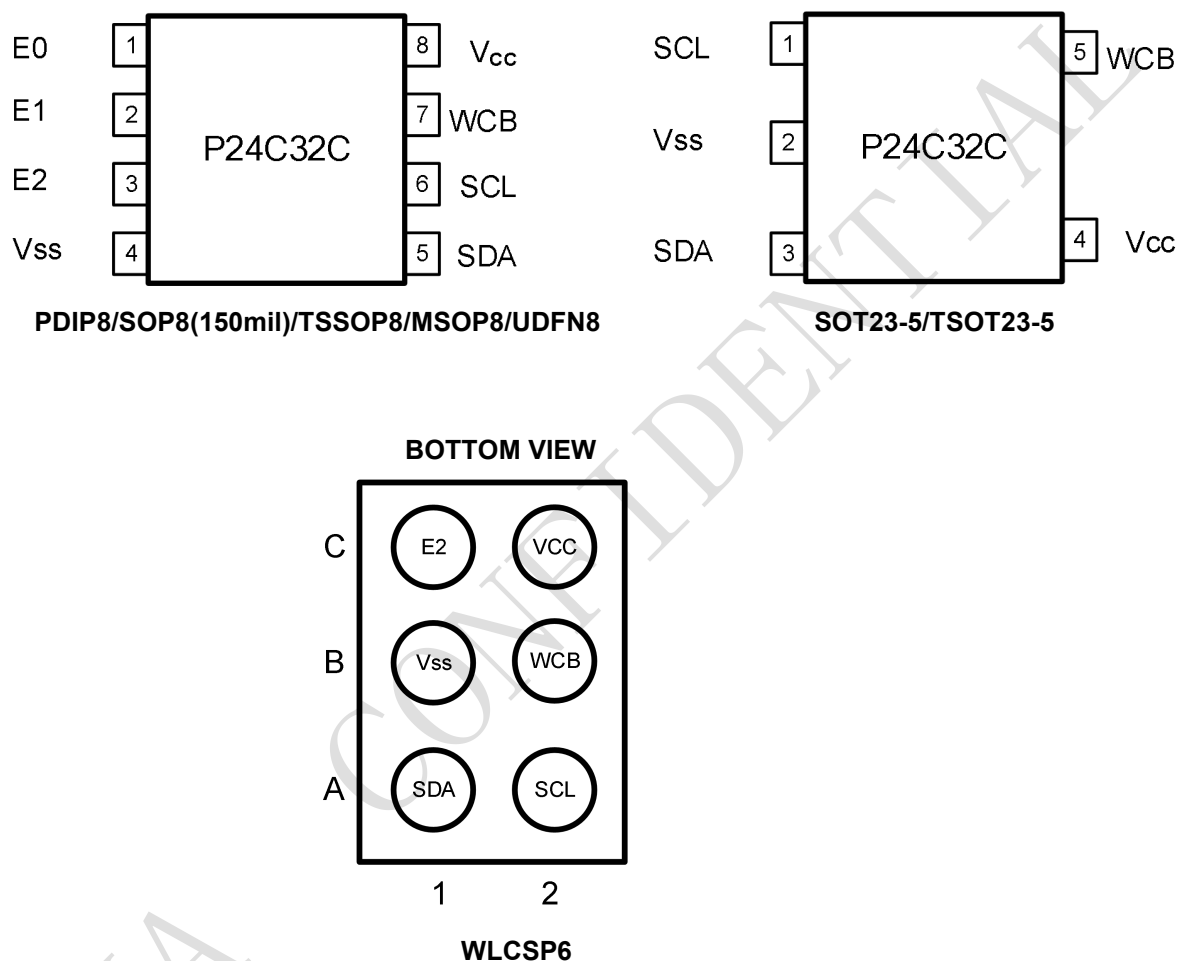 E0 1 8 Vcc
E1 2 7 WCB
P24C32C
E2 3 6 SCL
Vss 4 5 SDA
PDIP8/SOP8(150mil)/TSSOP8/MSOP8/UDFN8
SCL 1 5 WCB
Vss 2 P24C32C
SDA 3 4 Vcc
SOT23-5/TSOT23-5
BOTTOM VIEW
C E2 VCC
B Vss WCB
A SDA SCL
1 2
WLCSP6
CONFIDENTIAL
A